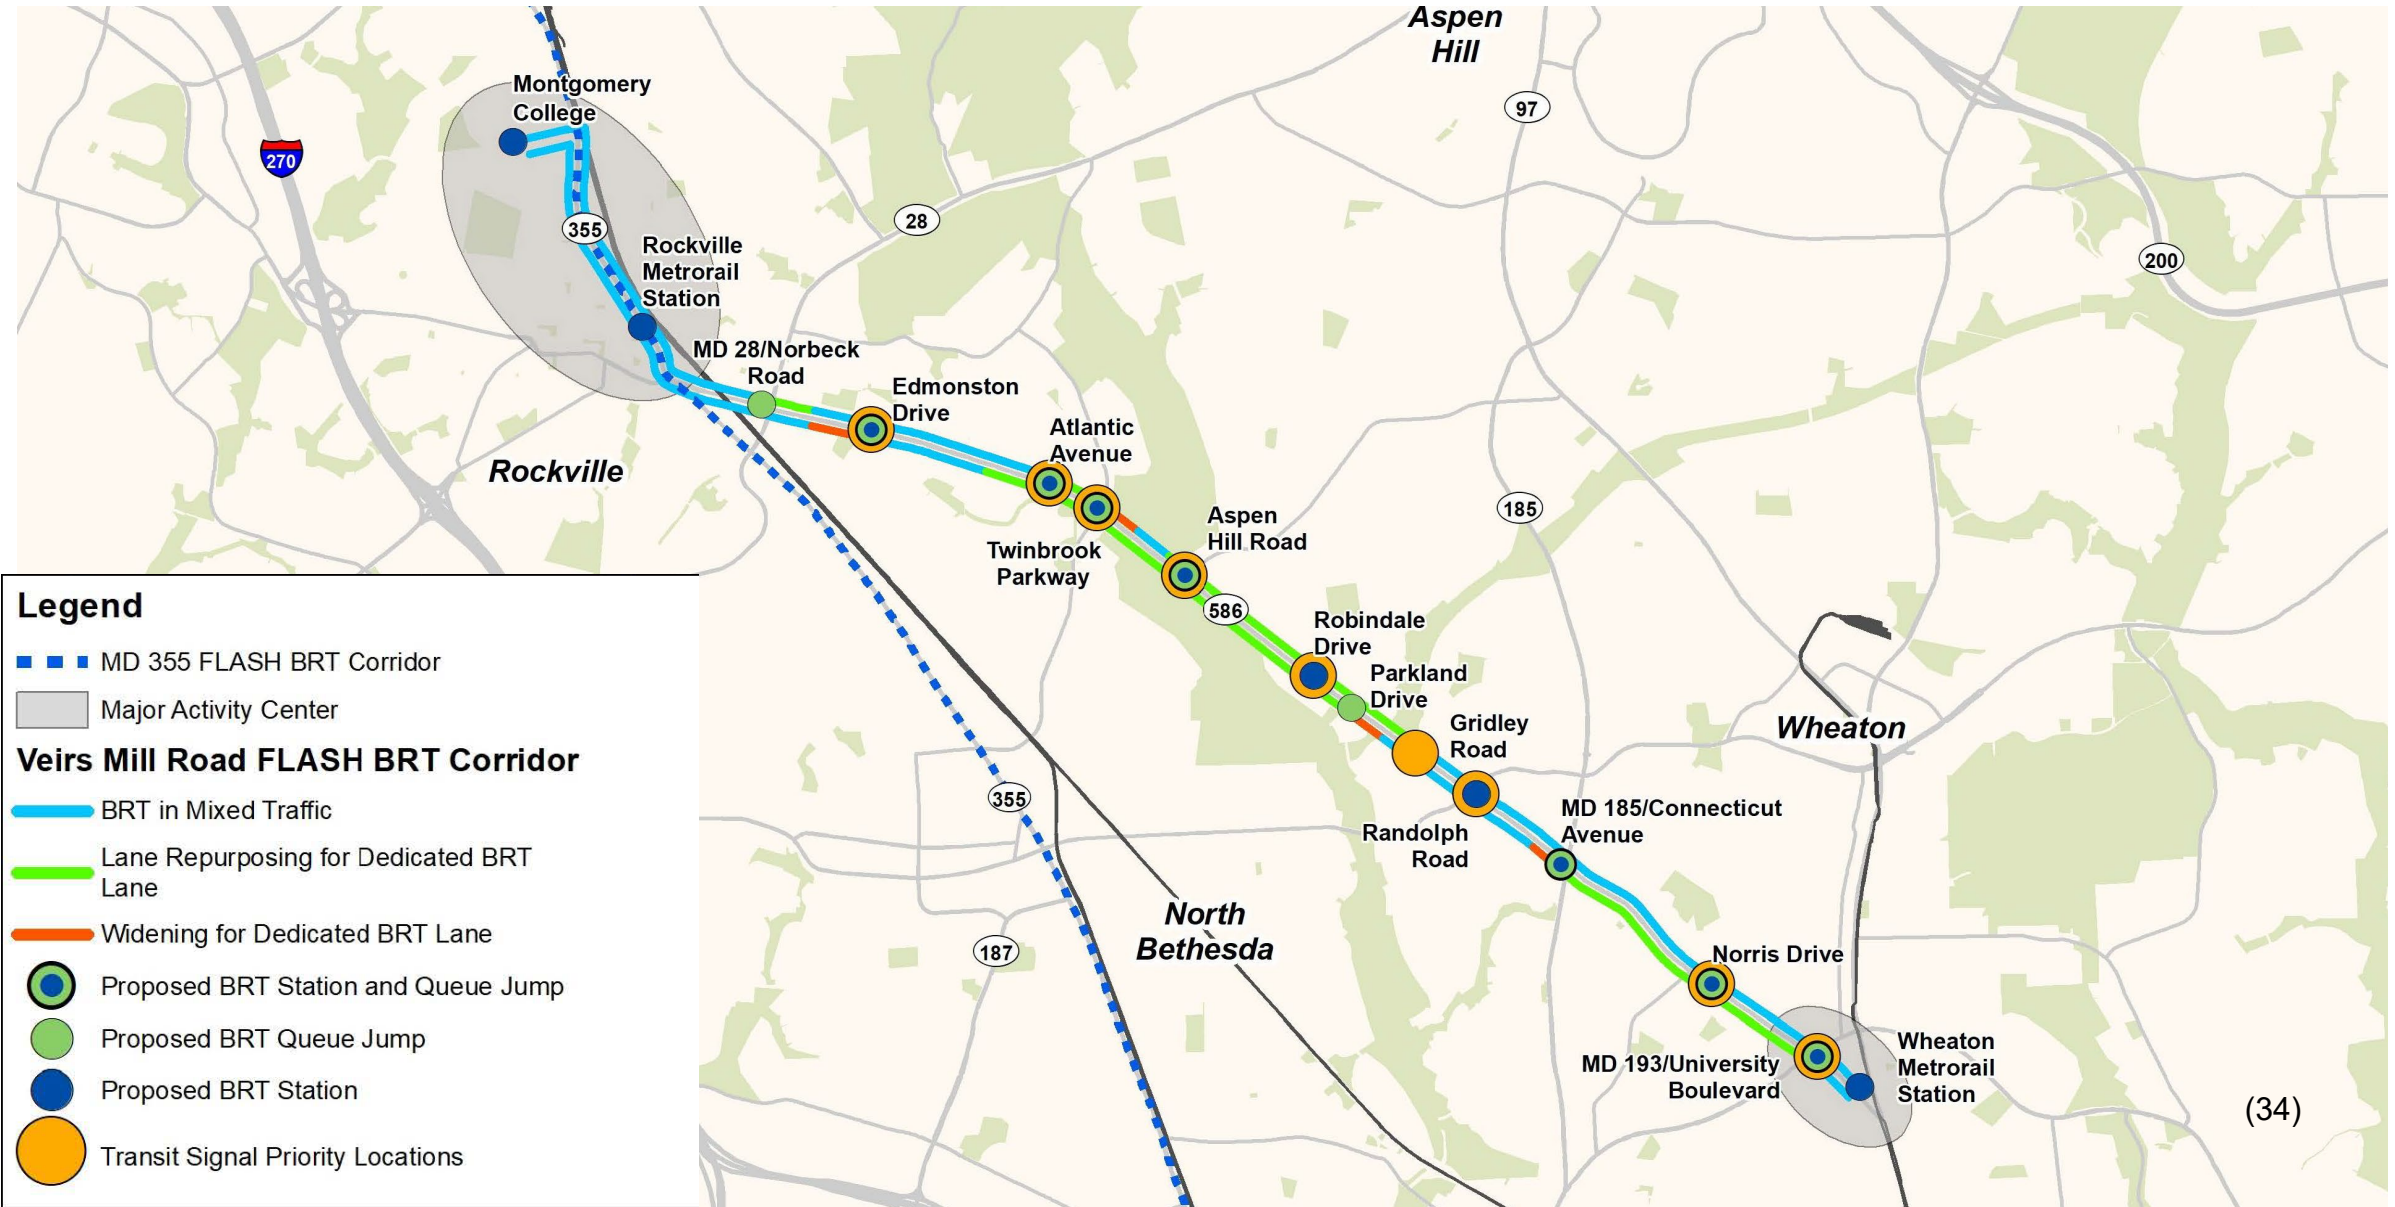 Aspen
Hill
97
Montgomery
College
270
28
355
200
Rockville
Metrorail
Station
MD 28/Norbeck
Road
Edmonston
Drive
Atlantic
Avenue
Rockville
185
Aspen
Hill Road
Twinbrook
Parkway
586
Robindale
Drive
Parkland
Drive
Gridley
Road
Wheaton
355
Randolph
Road
MD 185/Connecticut
Avenue
North
Bethesda
187
Norris Drive
MD 193/University
Boulevard
Wheaton
Metrorail
Station
(34)
Legend
MD 355 FLASH BRT Corridor
Major Activity Center
Veirs Mill Road FLASH BRT Corridor
BRT in Mixed Traffic
Lane Repurposing for Dedicated BRT
Lane
Widening for Dedicated BRT Lane
Proposed BRT Station and Queue Jump
Proposed BRT Queue Jump
Proposed BRT Station
Transit Signal Priority Locations